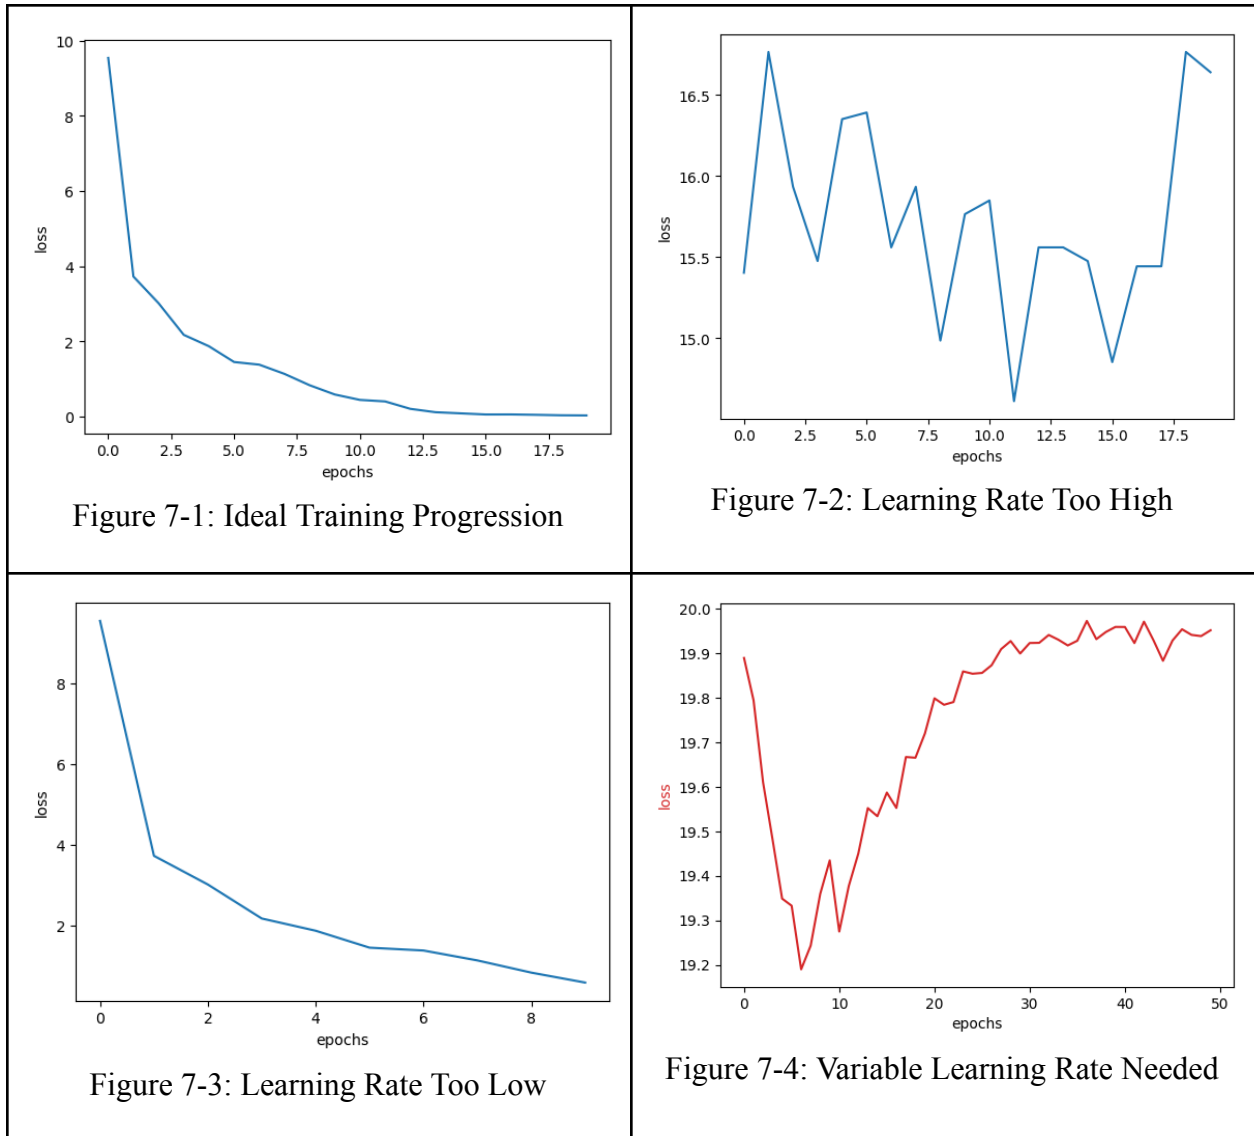 10
8
6
4
2
0
loss
0.0 2.5 5.0 7.5 10.0 12.5 15.0 17.5
epochs
Figure 7-1: Ideal Training Progression
16.5
16.0
15.5
15.0
loss
0.0 2.5 5.0 7.5 10.0 12.5 15.0 17.5
epochs
Figure 7-2: Learning Rate Too High
8
6
4
2
loss
0 2 4 6 8
epochs
Figure 7-3: Learning Rate Too Low
20.0
19.9
19.8
19.7
19.6
19.5
19.4
19.3
19.2
loss
0 10 20 30 40 50
epochs
Figure 7-4: Variable Learning Rate Needed